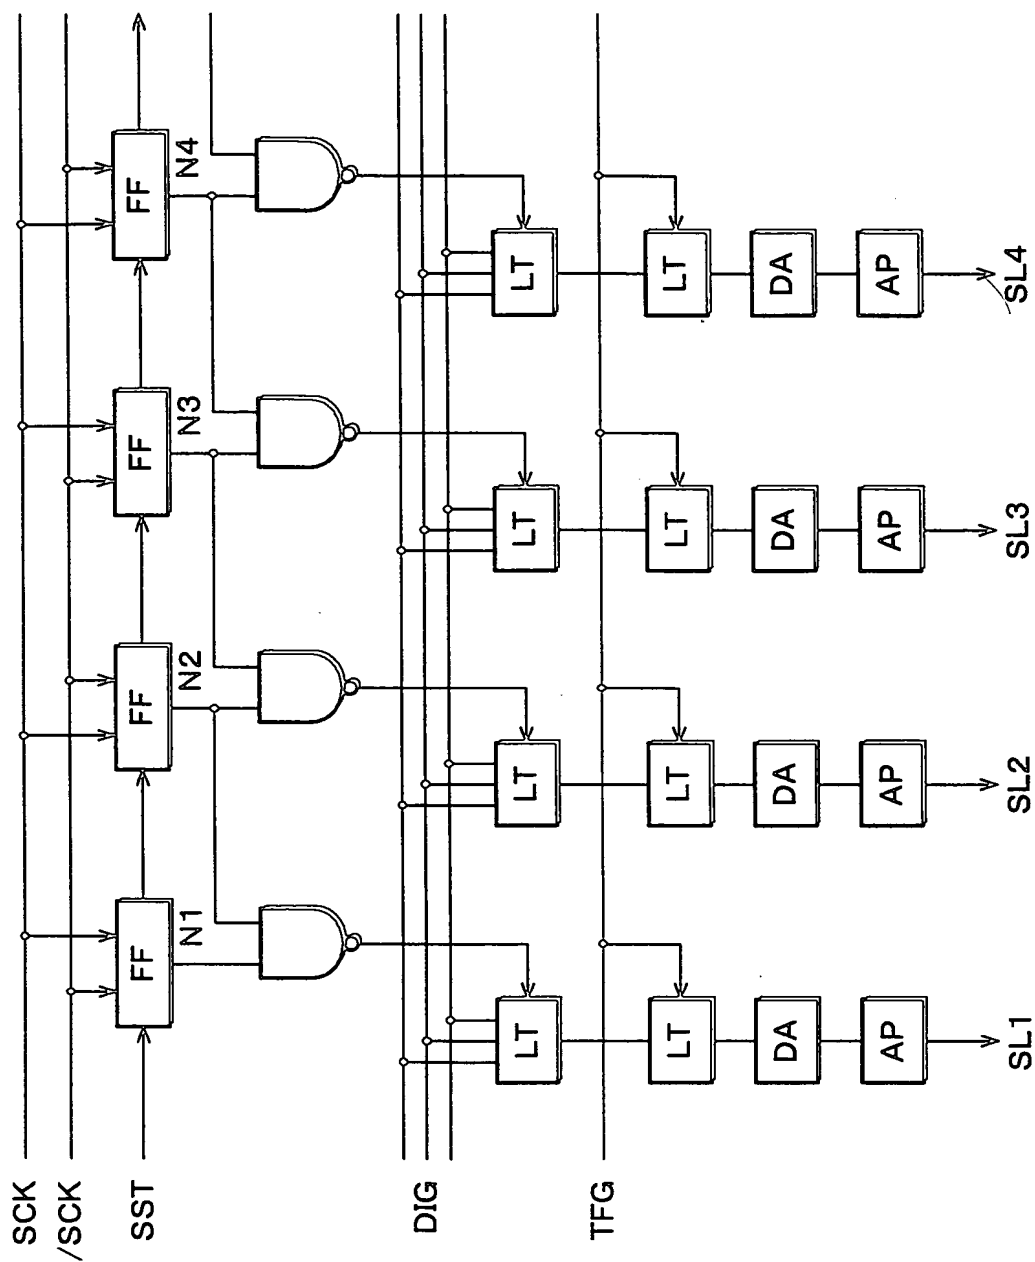 SCK
/SCK
SST
FF
FF
FF
FF
N1
N2
N3
N4
DIG
LT
LT
LT
LT
TFG
LT
LT
LT
LT
DA
DA
DA
DA
AP
AP
AP
AP
SL1
SL2
SL3
SL4